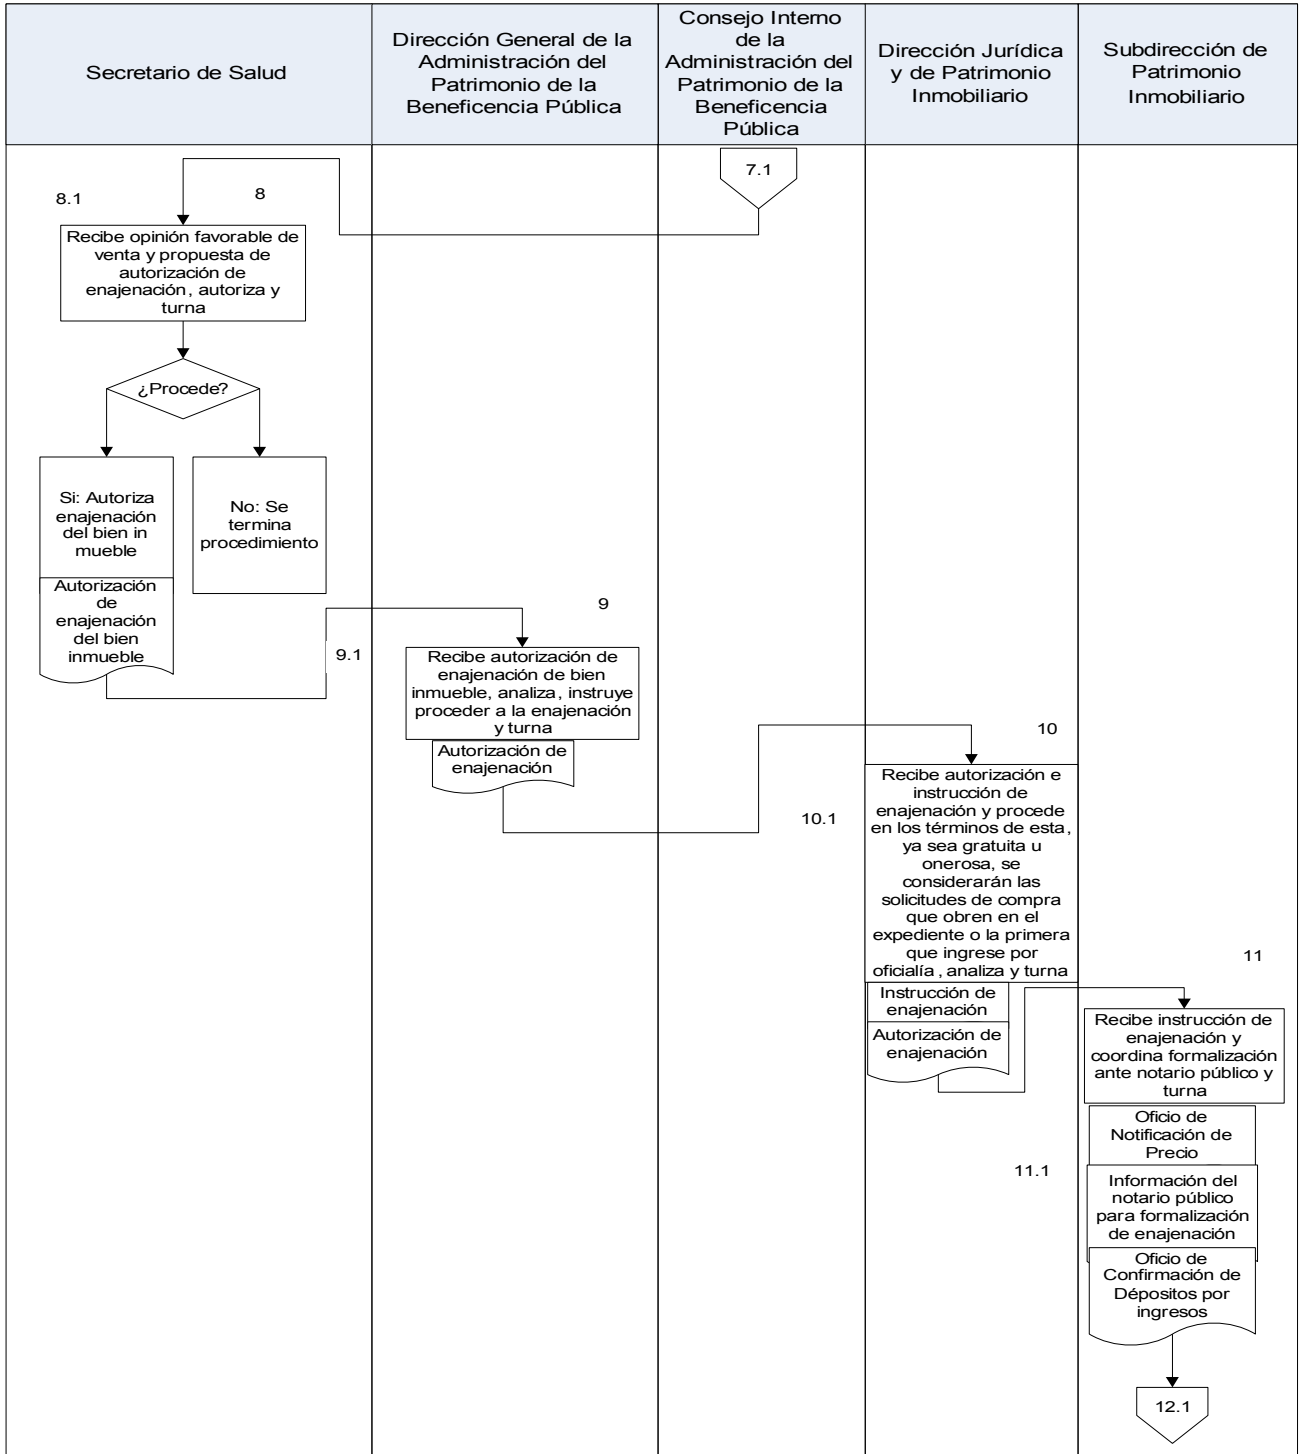 Secretario de Salud
Dirección General de la
Administración del
Patrimonio de la
Beneficencia Pública
Consejo Interno
de la
Administración del
Patrimonio de la
Beneficencia
Pública
Dirección Jurídica
y de Patrimonio
Inmobiliario
Subdirección de
Patrimonio
Inmobiliario
7.1
8.1
8
Recibe opinión favorable de
venta y propuesta de
autorización de
enajenación, autoriza y
turna
¿Procede?
Si: Autoriza
enajenación
del bien in
mueble
No: Se
termina
procedimiento
Autorización
de
enajenación
del bien
inmueble
9.1
9
Recibe autorización de
enajenación de bien
inmueble, analiza, instruye
proceder a la enajenación
y turna
Autorización de
enajenación
10.1
10
Recibe autorización e
instrucción de
enajenación y procede
en los términos de esta,
ya sea gratuita u
onerosa, se
considerarán las
solicitudes de compra
que obren en el
expediente o la primera
que ingrese por
oficialía, analiza y turna
Instrucción de
enajenación
Autorización de
enajenación
11
Recibe instrucción de
enajenación y
coordina formalización
ante notario público y
turna
11.1
Oficio de
Notificación de
Precio
Información del
notario público
para formalización
de enajenación
Oficio de
Confirmación de
Dépositos por
ingresos
12.1